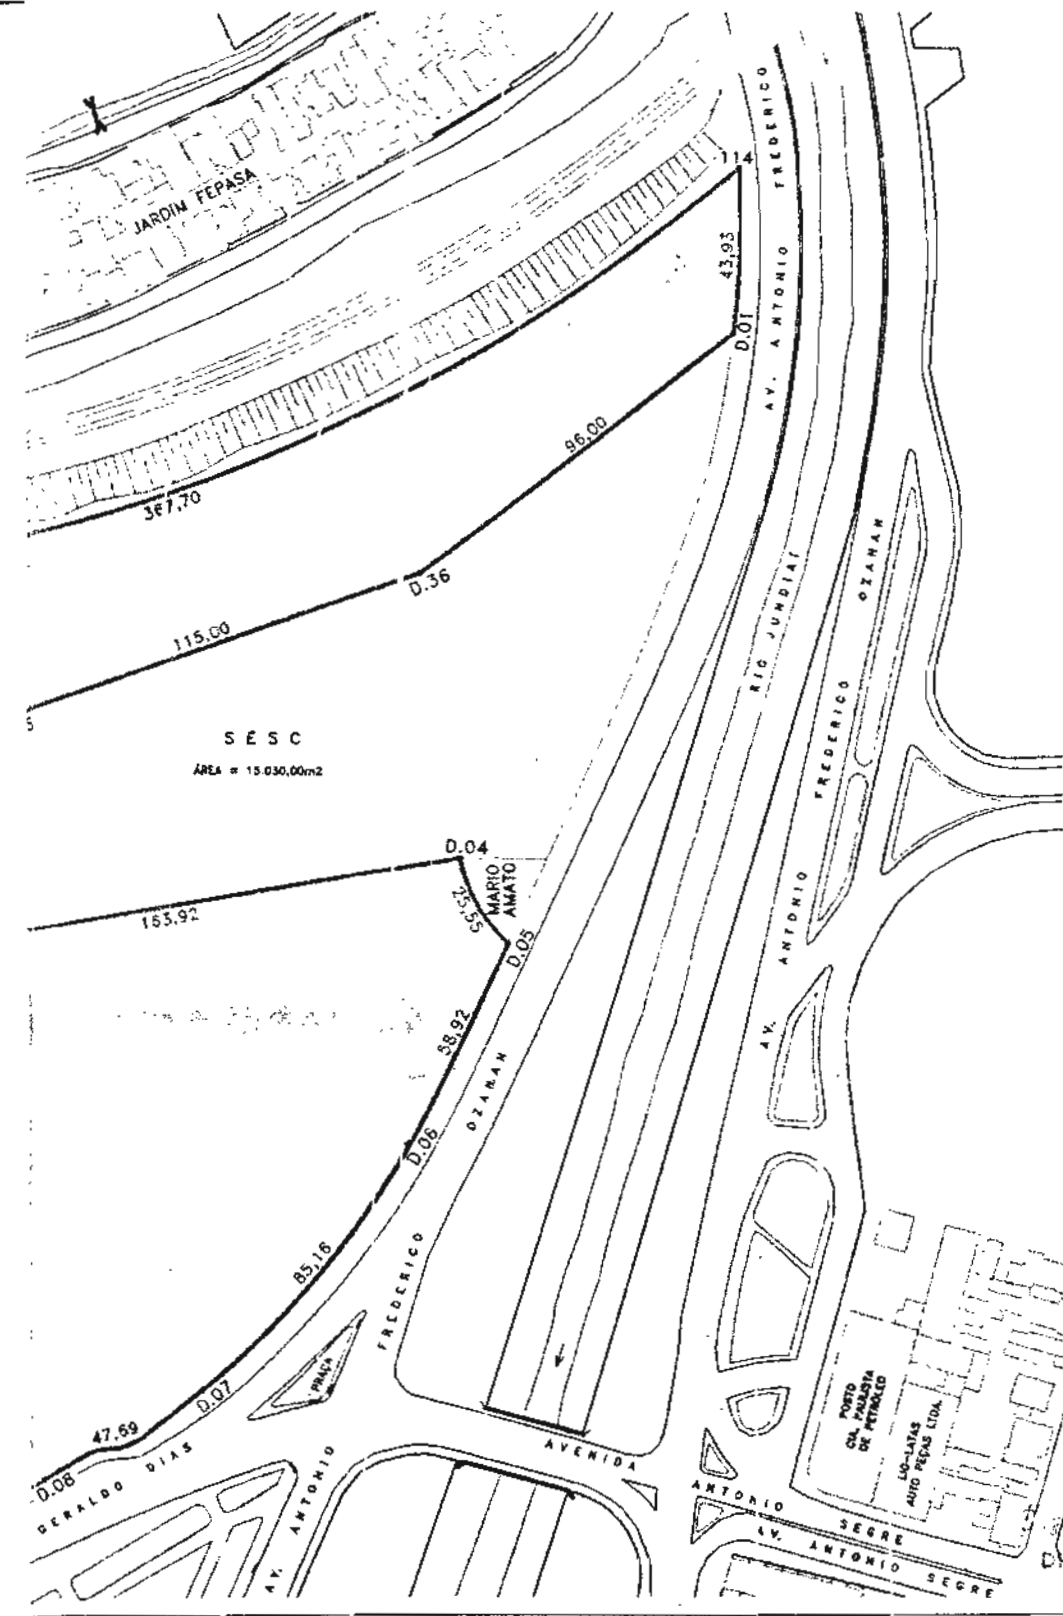 JARDIM FEPASA
114
43,93
D.01
AV. ANTONIO FREDERICO
96,00
367,70
D.36
115,00
SESC
ÁREA = 15.030,00m2
RIO JUNDIAÍ
AV. ANTONIO FREDERICO OZANAN
D.04
MARIO
AMATO
25,55
153,92
D.05
58,92
D.06
85,16
D.07
47,69
D.08
GERALDO DIAS
PRAÇA
AV. ANTONIO FREDERICO OZANAN
AVENIDA ANTONIO SEGRE
AV. ANTONIO SEGRE
POSTO
CIA. PAULISTA
DE PETRÓLEO
LIG-LATAS
AUTO PEÇAS LTDA.